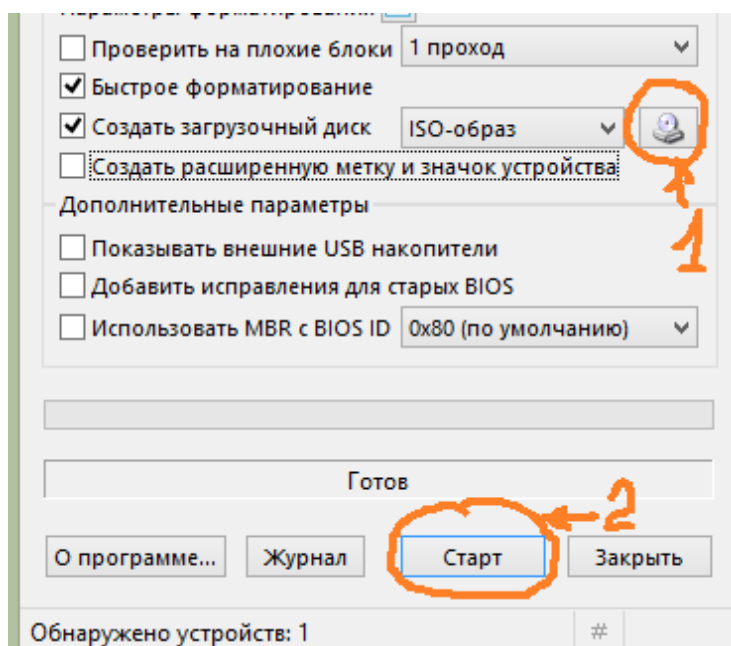 Параметры форматирования
Проверить на плохие блоки 1 проход
Быстрое форматирование
Создать загрузочный диск ISO-образ
Создать расширенную метку и значок устройства
1
Дополнительные параметры
Показывать внешние USB накопители
Добавить исправления для старых BIOS
Использовать MBR с BIOS ID 0x80 (по умолчанию)
Готов
2
О программе... Журнал Старт Закрыть
Обнаружено устройств: 1 #